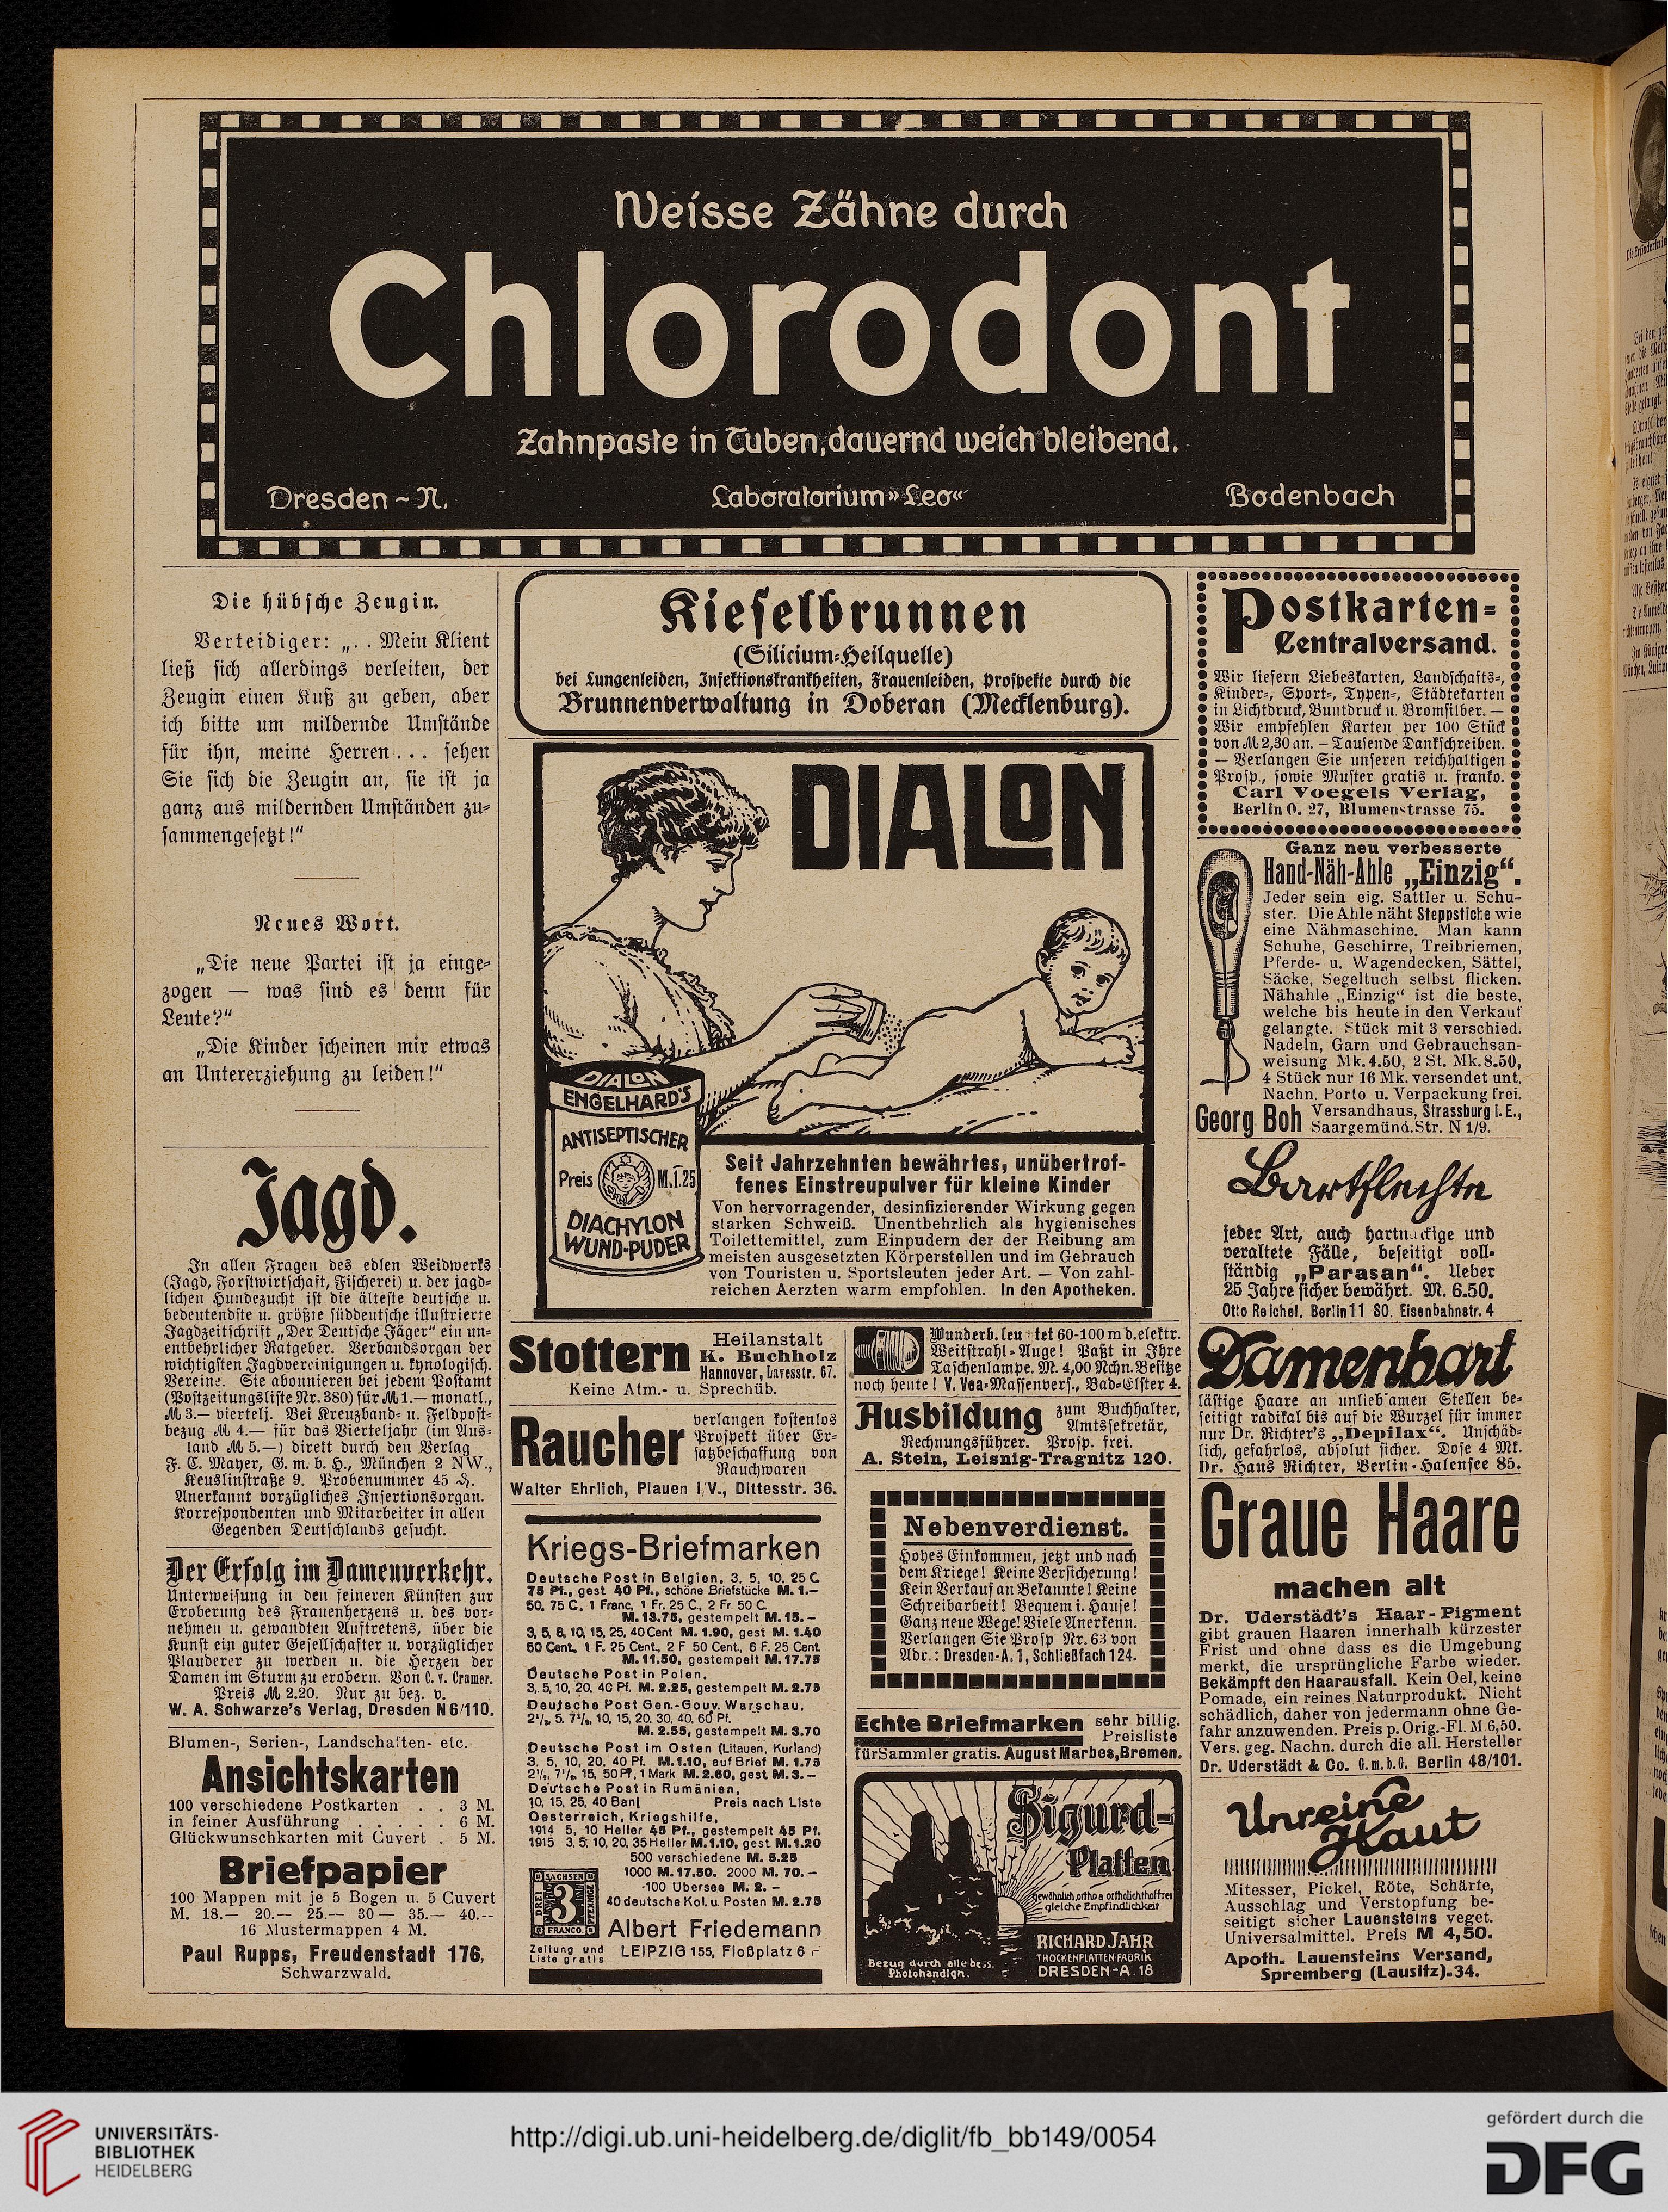 Weisse Zähne durch
Chlorodont
Zahnpaste in Tuben, dauernd weich bleibend.
Dresden-N. Laboratorium »Leo« Bodenbach
Die hübsche Zeugin.
Verteidiger: „. . Mein Klient
ließ sich allerdings verleiten, der
Zeugin einen Kuß zu geben, aber
ich bitte um mildernde Umstände
für ihn, meine Herren . . . sehen
Sie sich die Zeugin an, sie ist ja
ganz aus mildernden Umständen zu-
sammengesetzt!“
Neues Wort.
„Die neue Partei ist ja einge-
zogen — was sind es denn für
Leute?“
„Die Kinder scheinen mir etwas
an Untererziehung zu leiden!“
Jagd.
In allen Fragen des edlen Weidwerks
(Jagd, Forstwirtschaft, Fischerei) u. der jagd-
lichen Hundezucht ist die älteste deutsche u.
bedeutendste u. größte süddeutsche illustrierte
Jagdzeitschrift „Der Deutsche Jäger“ ein un-
entbehrlicher Ratgeber. Verbandsorgan der
wichtigsten Jagdvereinigungen u. kynologisch.
Vereine. Sie abonnieren bei jedem Postamt
(Postzeitungsliste Nr. 380) für M 1.— monatl.,
M 3.— viertelj. Bei Kreuzband- u. Feldpost-
bezug M 4.— für das Vierteljahr (im Aus-
land M 5.—) direkt durch den Verlag
F. C. Mayer, G. m. b. H., München 2 NW.,
Keuslinstraße 9. Probenummer 45 ₰.
Anerkannt vorzügliches Insertionsorgan.
Korrespondenten und Mitarbeiter in allen
Gegenden Deutschlands gesucht.
Der Erfolg im Damenverkehr.
Unterweisung in den feineren Künsten zur
Eroberung des Frauenherzens u. des vor-
nehmen u. gewandten Auftretens, über die
Kunst ein guter Gesellschafter u. vorzüglicher
Plauderer zu werden u. die Herzen der
Damen im Sturm zu erobern. Von C. v. Cramer.
Preis M 2.20. Nur zu bez. v.
W. A. Schwarze's Verlag, Dresden N 6/110.
Blumen-, Serien-, Landschaften- etc.
Ansichtskarten
100 verschiedene Postkarten . . 3 M.
in feiner Ausführung . . . . . 6 M.
Glückwunschkarten mit Cuvert . 5 M.
Briefpapier
100 Mappen mit je 5 Bogen u. 5 Cuvert
M. 18.— 20.— 25.— 30— 35.— 40.--
16 Mustermappen 4 M.
Paul Rupps, Freudenstadt 176,
Schwarzwald.
Kieselbrunnen
(Silicium-Heilquelle)
bei Lungenleiden, Infektionskrankheiten, Frauenleiden, Prospekte durch die
Brunnenverwaltung in Doberan (Mecklenburg).
DIALON
DIALON
ENGELHARD'S
ANTISEPTISCHER
Preis M.1.25
DIACHYLON
WUND-PUDER
Seit Jahrzehnten bewährtes, unübertrof-
fenes Einstreupulver für kleine Kinder
Von hervorragender, desinfizierender Wirkung gegen
starken Schweiß. Unentbehrlich als hygienisches
Toilettemittel, zum Einpudern der der Reibung am
meisten ausgesetzten Körperstellen und im Gebrauch
von Touristen u. Sportsleuten jeder Art. — Von zahl-
reichen Aerzten warm empfohlen. In den Apotheken.
Stottern Heilanstalt
K. Buchholz
Hannover, Lavesstr. 67.
Keine Atm.- u. Sprechüb.
Raucher verlangen kostenlos
Prospekt über Er-
satzbeschaffung von
Rauchwaren
Walter Ehrlich, Plauen i/V., Dittesstr. 36.
Kriegs-Briefmarken
Deutsche Post in Belgien, 3, 5, 10, 25 C
75 Pf., gest 40 Pf., schöne Briefstücke M. 1.—
50, 75 C, 1 Franc, 1 Fr. 25 C, 2 Fr. 50 C
M. 13.75, gestempelt M. 15.—
3, 5, 8, 10, 15, 25, 40 Cent M. 1.90, gest M. 1.40
50 Cent, 1 F. 25 Cent, 2 F 50 Cent, 6 F. 25 Cent
M. 11.50, gestempelt M. 17.75
Deutsche Post in Polen,
3, 5, 10, 20, 40 Pf. M. 2.25, gestempelt M. 2.75
Deutsche Post Gen.-Gouv. Warschau,
2½, 5, 7½, 10, 15, 20, 30, 40, 60 Pf.
M. 2.55, gestempelt M. 3.70
Deutsche Post im Osten (Litauen, Kurland)
3, 5, 10, 20, 40 Pf. M. 1.10, auf Brief M. 1.75
2½, 7½, 15, 50 Pf, 1 Mark M. 2.60, gest M. 3.—
Deutsche Post in Rumänien,
10, 15, 25, 40 Bani Preis nach Liste
Oesterreich, Kriegshilfe,
1914 5, 10 Heller 45 Pf., gestempelt 45 Pf.
1915 3, 5, 10, 20, 35 Heller M. 1.10, gest M. 1.20
500 verschiedene M. 5.25
1000 M. 17.50. 2000 M. 70.—
100 Übersee M. 2. –
40 deutsche Kol. u. Posten M. 2.75
SACHSEN
DREI 3 PFENNIGE
FRANCO
Albert Friedemann
Zeitung und
Liste gratis
LEIPZIG 155, Floßplatz 6
Wunderb. leuchtet 60-100 m d. elektr.
Weitstrahl-Auge! Paßt in Ihre
Taschenlampe. M. 4,00 Nchn. Besitze
noch heute! V. Vea-Massenvers., Bad-Elster 4.
Ausbildung zum Buchhalter,
Amtssekretär,
Rechnungsführer. Prosp. frei.
A. Stein, Leisnig-Tragnitz 120.
Nebenverdienst.
Hohes Einkommen, jetzt und nach
dem Kriege! Keine Versicherung!
Kein Verkauf an Bekannte! Keine
Schreibarbeit! Bequem i. Hause!
Ganz neue Wege! Viele Anerkenn.
Verlangen Sie Prosp Nr. 63 von
Adr.: Dresden-A. 1, Schließfach 124.
Echte Briefmarken sehr billig.
Preisliste
für Sammler gratis. August Marbes, Bremen.
Sigurd-
Platten
gewöhnlich, ortho u ortholichthoffrei
gleiche Empfindlichkeit
RICHARD JAHR
TROCKENPLATTEN-FABRIK
DRESDEN-A. 18
Bezug durch alle bess.
Photohandlgn.
Postkarten-
Centralversand.
Wir liefern Liebeskarten, Landschafts-,
Kinder-, Sport-, Typen-, Städtekarten
in Lichtdruck, Buntdruck u. Bromsilber. —
Wir empfehlen Karten per 100 Stück
von M 2,30 an. — Tausende Dankschreiben.
— Verlangen Sie unseren reichhaltigen
Prosp., sowie Muster gratis u. franko.
Carl Voegels Verlag,
Berlin O. 27, Blumenstrasse 75.
Ganz neu verbesserte
Hand-Näh-Ahle „Einzig“.
Jeder sein eig. Sattler u. Schu-
ster. Die Ahle näht Steppstiche wie
eine Nähmaschine. Man kann
Schuhe, Geschirre, Treibriemen,
Pferde- u. Wagendecken, Sättel,
Säcke, Segeltuch selbst flicken.
Nähahle „Einzig“ ist die beste,
welche bis heute in den Verkauf
gelangte. Stück mit 3 verschied.
Nadeln, Garn und Gebrauchsan-
weisung Mk. 4.50, 2 St. Mk. 8.50,
4 Stück nur 16 Mk. versendet unt.
Nachn. Porto u. Verpackung frei.
Georg Boh Versandhaus, Strassburg i. E.,
Saargemünd. Str. N 1/9.
Bartflechte
jeder Art, auch hartnäckige und
veraltete Fälle, beseitigt voll-
ständig „Parasan“. Ueber
25 Jahre sicher bewährt. M. 6.50.
Otto Reichel, Berlin 11 SO. Eisenbahnstr. 4
Damenbart
lästige Haare an unliebsamen Stellen be-
seitigt radikal bis auf die Wurzel für immer
nur Dr. Richter's „Depilax“. Unschäd-
lich, gefahrlos, absolut sicher. Dose 4 Mk.
Dr. Hans Richter, Berlin-Halensee 85.
Graue Haare
machen alt
Dr. Uderstädt's Haar-Pigment
gibt grauen Haaren innerhalb kürzester
Frist und ohne dass es die Umgebung
merkt, die ursprüngliche Farbe wieder.
Bekämpft den Haarausfall. Kein Oel, keine
Pomade, ein reines Naturprodukt. Nicht
schädlich, daher von jedermann ohne Ge-
fahr anzuwenden. Preis p. Orig.-Fl. M. 6,50.
Vers. geg. Nachn. durch die all. Hersteller
Dr. Uderstädt & Co. G.m.b.H. Berlin 48/101.
Unreine
Haut
Mitesser, Pickel, Röte, Schärfe,
Ausschlag und Verstopfung be-
seitigt sicher Lauensteins veget.
Universalmittel. Preis M 4,50.
Apoth. Lauensteins Versand,
Spremberg (Lausitz).34.
UNIVERSITÄTS-
BIBLIOTHEK
HEIDELBERG
http://digi.ub.uni-heidelberg.de/diglit/fb_bb149/0054
gefördert durch die
DFG